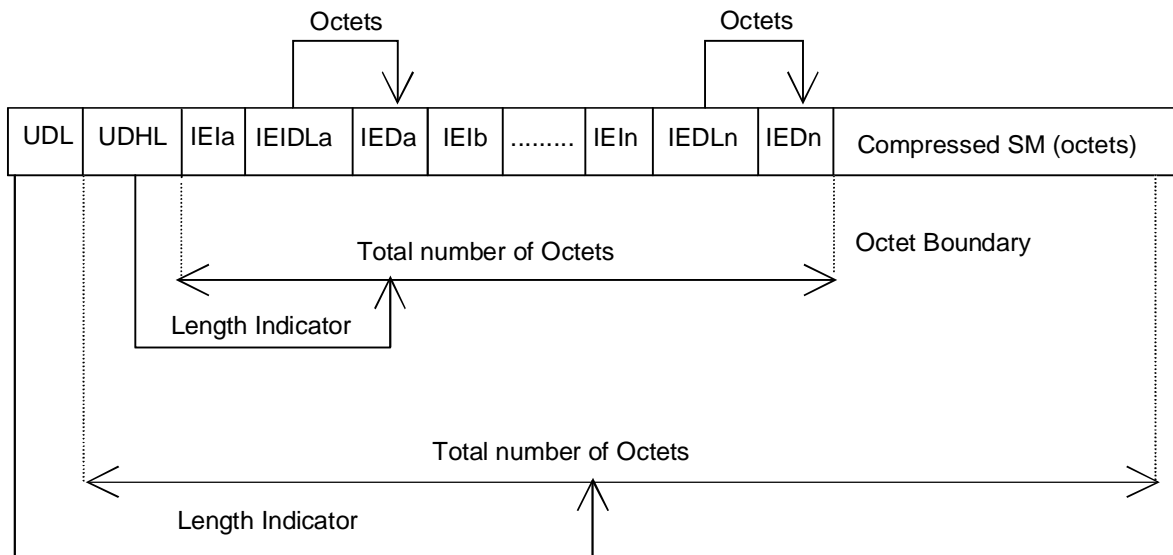 Octets Octets
UDL UDHL IEIa IEIDLa IEDa IEIb ......... IEIn IEDLn IEDn Compressed SM (octets)
Total number of Octets Octet Boundary
Length Indicator
Total number of Octets
Length Indicator